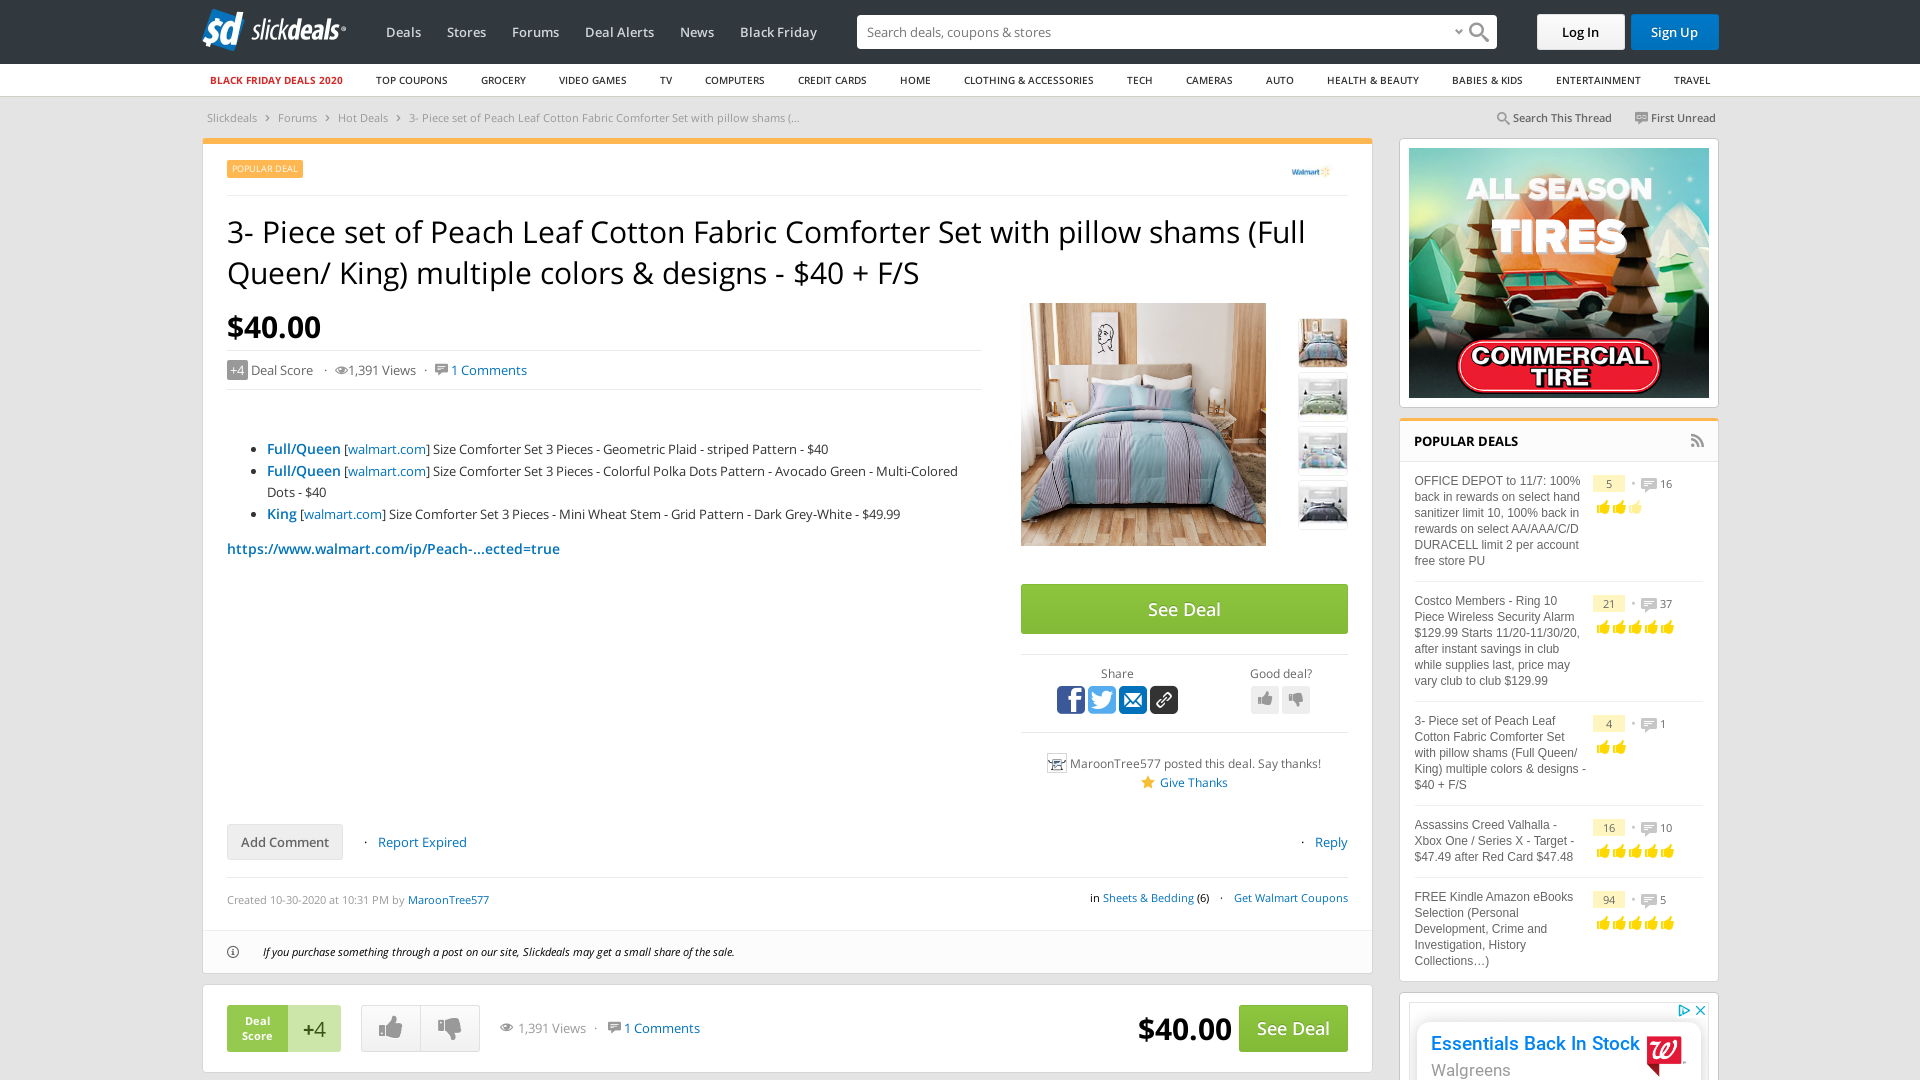 slickdeals
Deals Stores Forums Deal Alerts News Black Friday
Search deals, coupons & stores
Log In Sign Up
BLACK FRIDAY DEALS 2020 TOP COUPONS GROCERY VIDEO GAMES TV COMPUTERS CREDIT CARDS HOME CLOTHING & ACCESSORIES TECH CAMERAS AUTO HEALTH & BEAUTY BABIES & KIDS ENTERTAINMENT TRAVEL
Slickdeals › Forums › Hot Deals › 3- Piece set of Peach Leaf Cotton Fabric Comforter Set with pillow shams (...
Search This Thread First Unread
POPULAR DEAL
Walmart
3- Piece set of Peach Leaf Cotton Fabric Comforter Set with pillow shams (Full
Queen/ King) multiple colors & designs - $40 + F/S
$40.00
+4 Deal Score · 1,391 Views · 1 Comments
• Full/Queen [walmart.com] Size Comforter Set 3 Pieces - Geometric Plaid - striped Pattern - $40
• Full/Queen [walmart.com] Size Comforter Set 3 Pieces - Colorful Polka Dots Pattern - Avocado Green - Multi-Colored
Dots - $40
• King [walmart.com] Size Comforter Set 3 Pieces - Mini Wheat Stem - Grid Pattern - Dark Grey-White - $49.99
https://www.walmart.com/ip/Peach-...ected=true
See Deal
Share
Good deal?
MaroonTree577 posted this deal. Say thanks!
Give Thanks
Add Comment · Report Expired
· Reply
Created 10-30-2020 at 10:31 PM by MaroonTree577
in Sheets & Bedding (6) · Get Walmart Coupons
If you purchase something through a post on our site, Slickdeals may get a small share of the sale.
Deal
Score
+4
1,391 Views · 1 Comments
$40.00
See Deal
ALL SEASON
TIRES
COMMERCIAL
TIRE
POPULAR DEALS
OFFICE DEPOT to 11/7: 100%
back in rewards on select hand
sanitizer limit 10, 100% back in
rewards on select AA/AAA/C/D
DURACELL limit 2 per account
free store PU
5 • 16
Costco Members - Ring 10
Piece Wireless Security Alarm
$129.99 Starts 11/20-11/30/20,
after instant savings in club
while supplies last, price may
vary club to club $129.99
21 • 37
3- Piece set of Peach Leaf
Cotton Fabric Comforter Set
with pillow shams (Full Queen/
King) multiple colors & designs -
$40 + F/S
4 • 1
Assassins Creed Valhalla -
Xbox One / Series X - Target -
$47.49 after Red Card $47.48
16 • 10
FREE Kindle Amazon eBooks
Selection (Personal
Development, Crime and
Investigation, History
Collections…)
94 • 5
Essentials Back In Stock
Walgreens